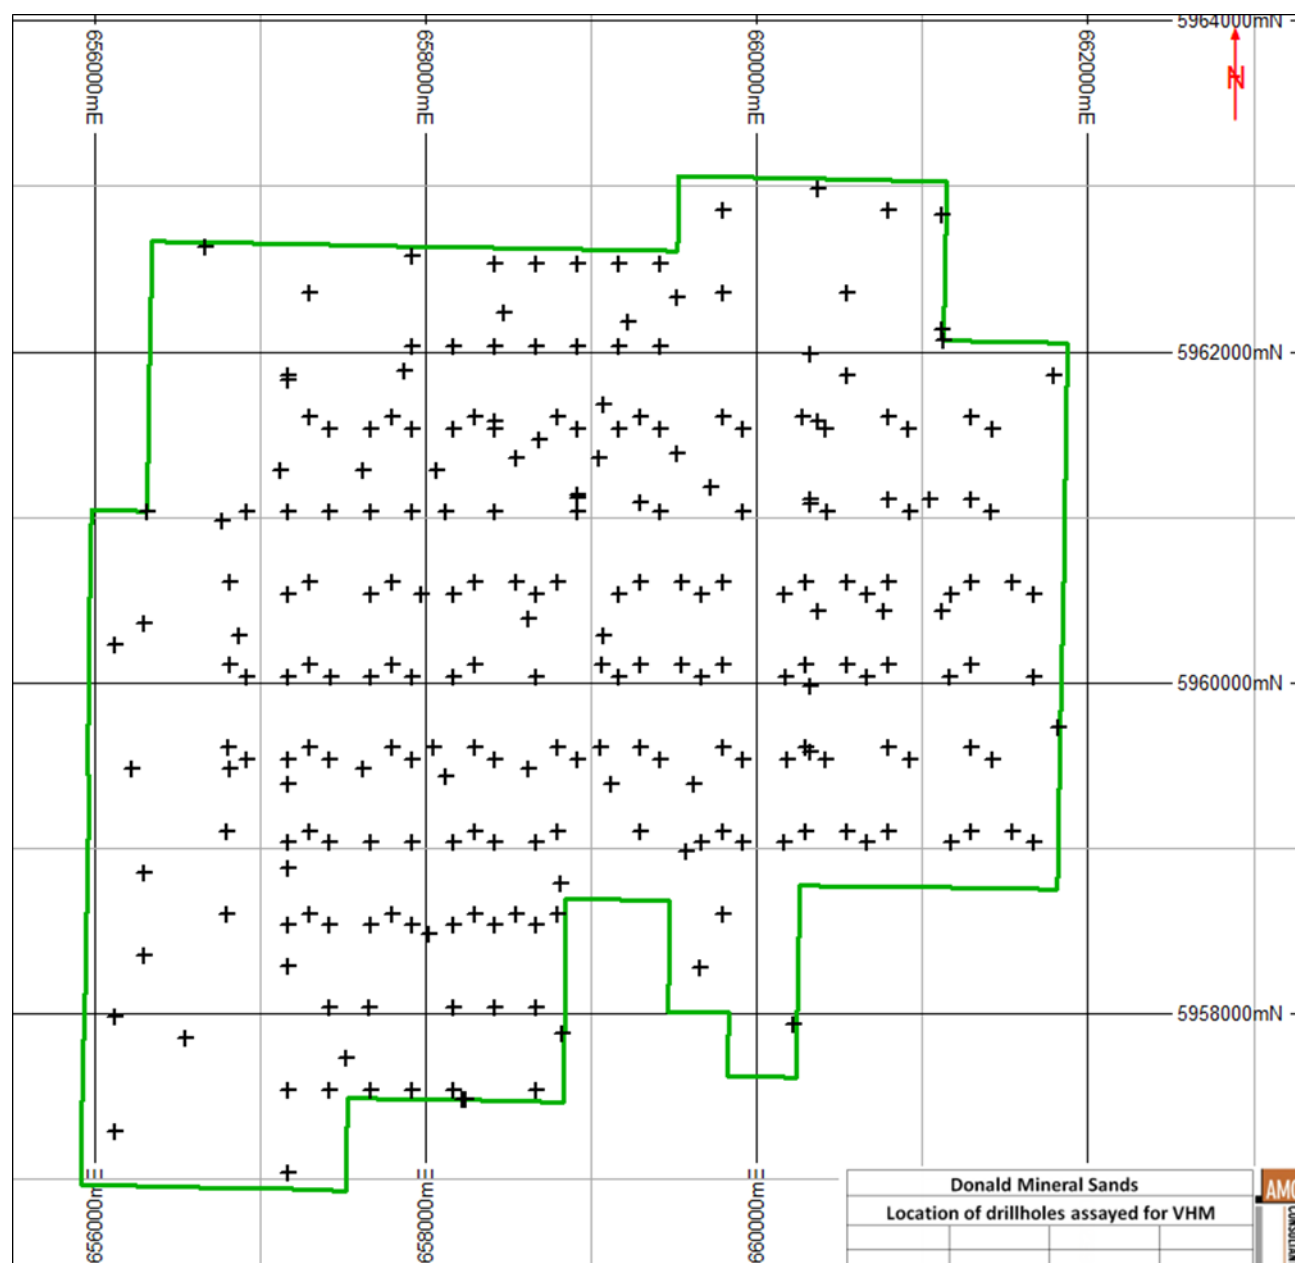 5964000mN
656000mE
658000mE
660000mE
662000mE
N
5962000mN
5960000mN
5958000mN
656000mE
658000mE
660000mE
Donald Mineral Sands
Location of drillholes assayed for VHM
AMC
CONSULTAN